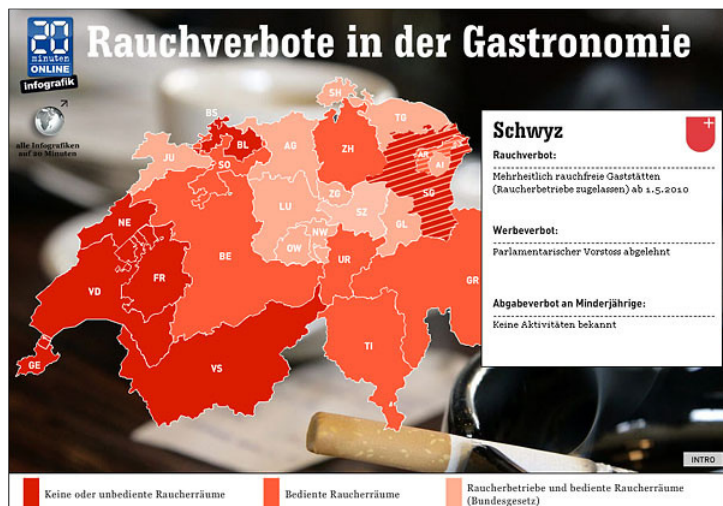 20
minuten
ONLINE
infografik
Rauchverbote in der Gastronomie
alle Infografiken
auf 20 Minuten
SH
BS
BL
AG
ZH
TG
JU
SO
AR
AI
SG
ZG
LU
SZ
NE
NW
OW
GL
BE
UR
GR
FR
VD
TI
VS
GE
Schwyz
Rauchverbot:
Mehrheitlich rauchfreie Gaststätten
(Raucherbetriebe zugelassen) ab 1.5.2010
Werbeverbot:
Parlamentarischer Vorstoss abgelehnt
Abgabeverbot an Minderjährige:
Keine Aktivitäten bekannt
INTRO
Keine oder unbediente Raucherräume
Bediente Raucherräume
Raucherbetriebe und bediente Raucherräume
(Bundesgesetz)